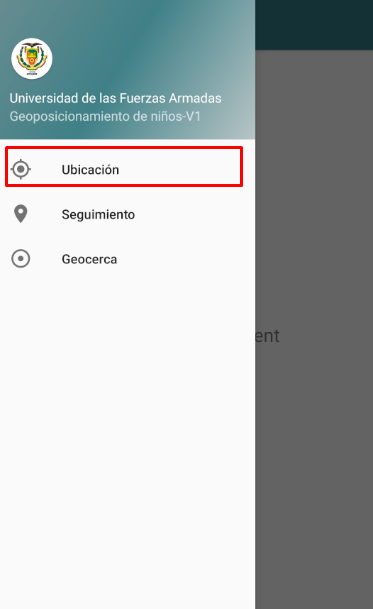 Universidad de las Fuerzas Armadas
Geoposicionamiento de niños-V1
Ubicación
Seguimiento
Geocerca
ent